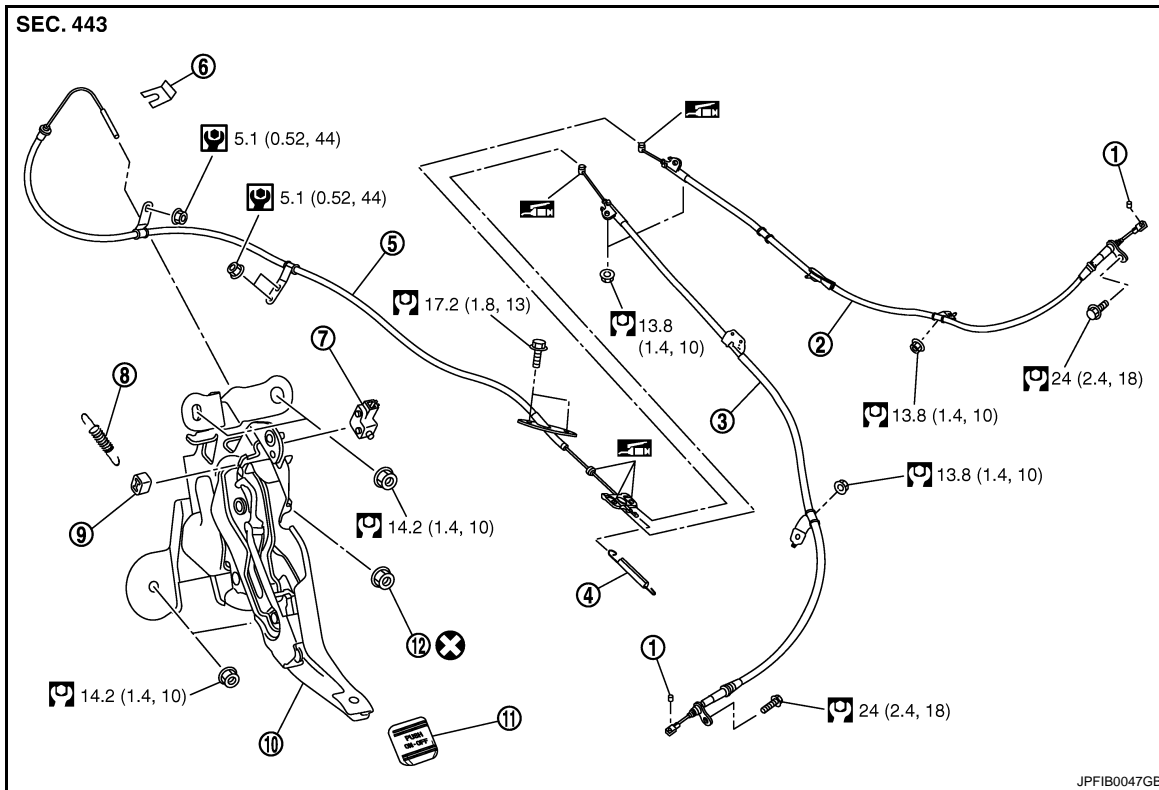 SEC. 443
6
5.1 (0.52, 44)
5.1 (0.52, 44)
1
5
17.2 (1.8, 13)
13.8
(1.4, 10)
2
7
8
3
24 (2.4, 18)
13.8 (1.4, 10)
13.8 (1.4, 10)
9
14.2 (1.4, 10)
4
12
1
14.2 (1.4, 10)
10
11
PUSH
ON-OFF
24 (2.4, 18)
JPFIB0047GB